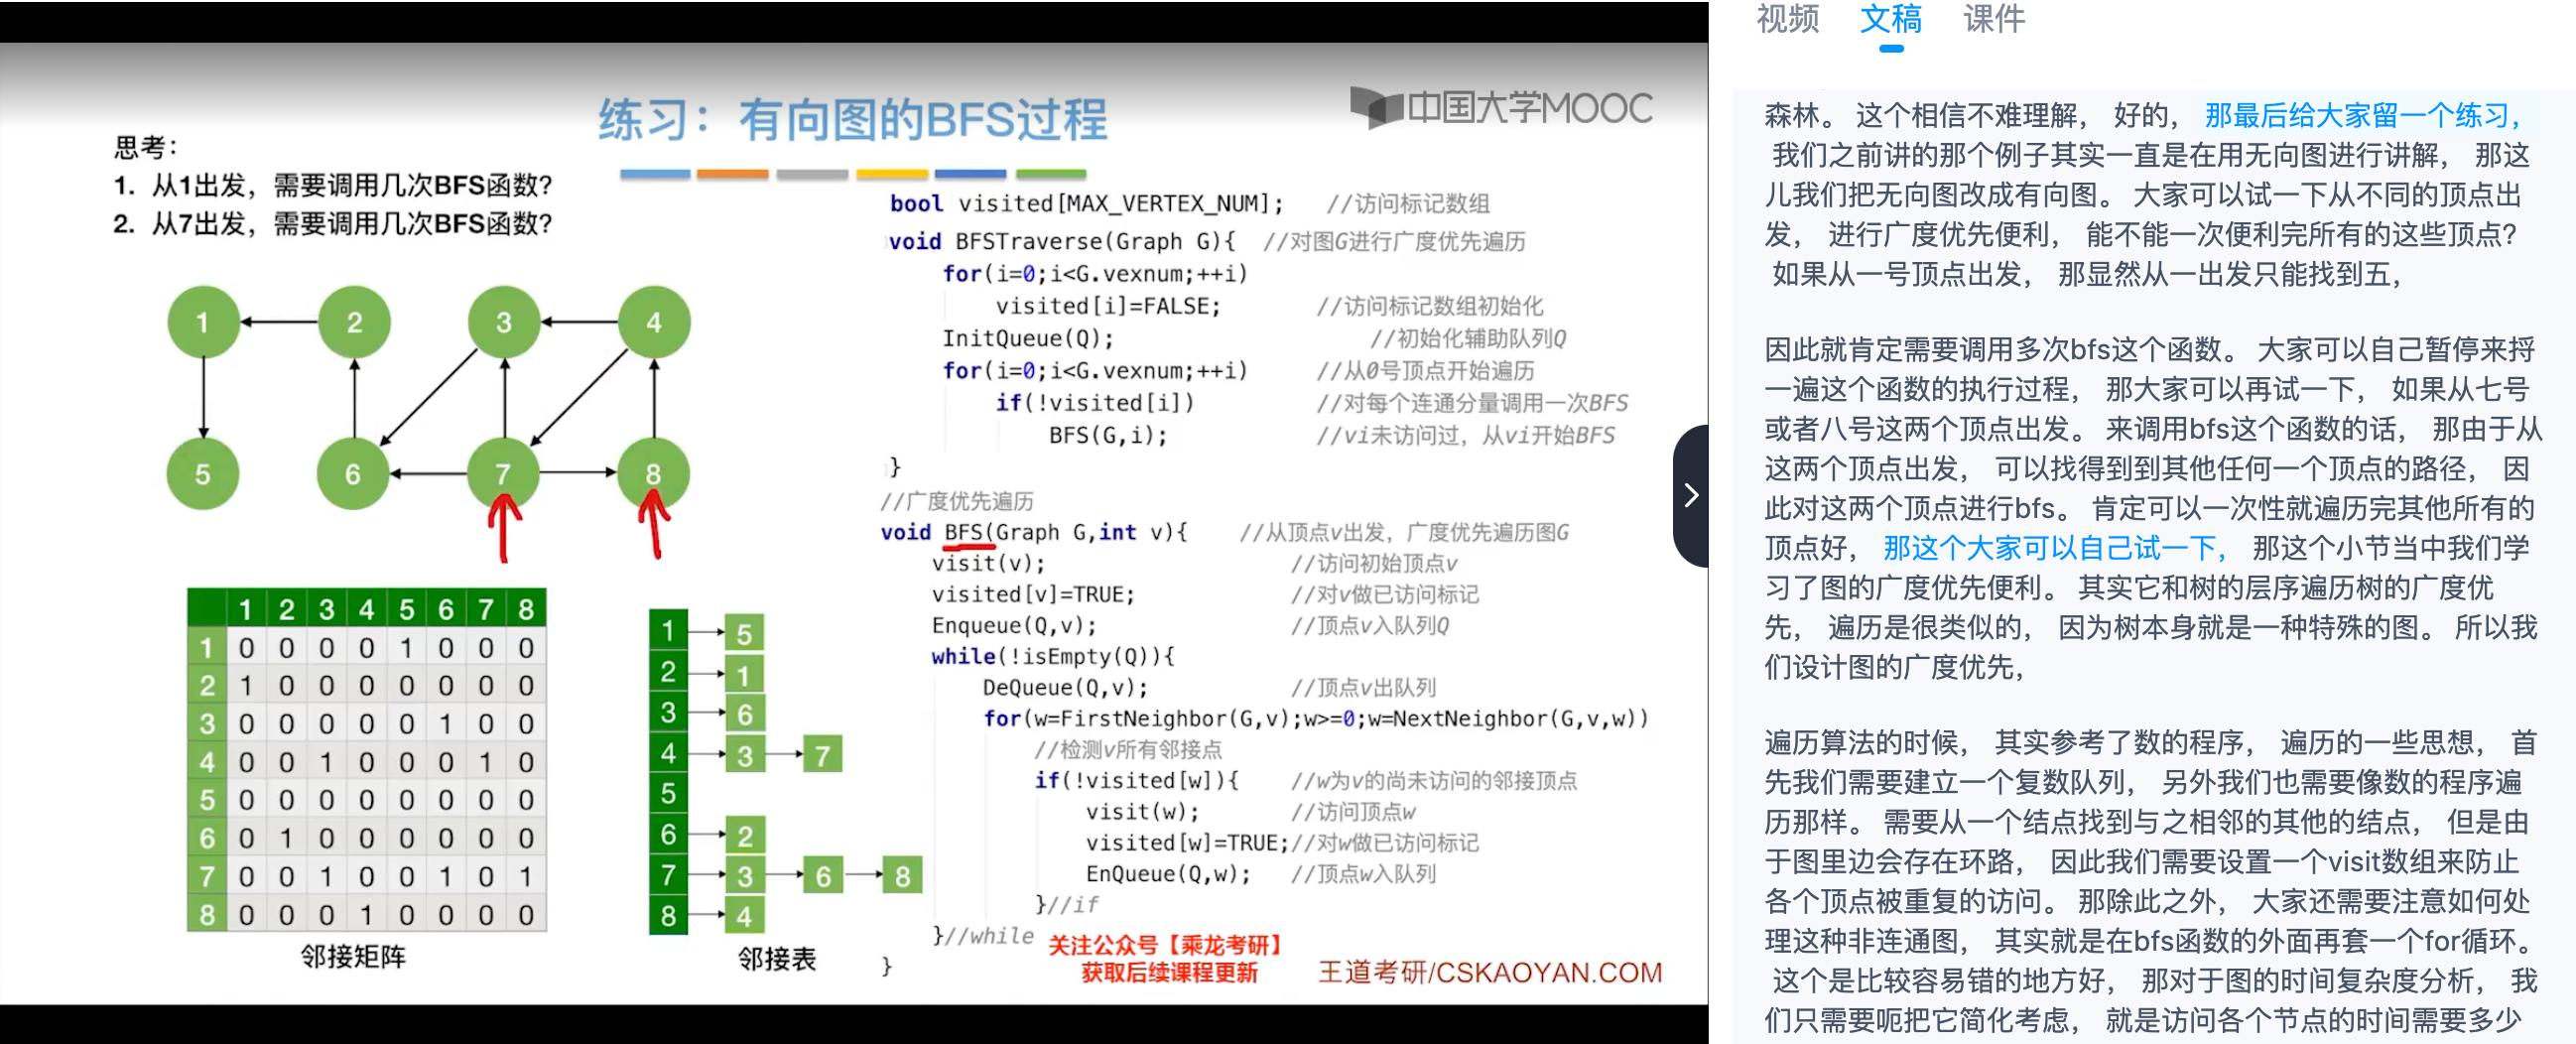 练习：有向图的BFS过程
中国大学MOOC
思考：
1. 从1出发，需要调用几次BFS函数?
2. 从7出发，需要调用几次BFS函数?
1 2 3 4
5 6 7 8
1 2 3 4 5 6 7 8
1 0 0 0 0 1 0 0 0
2 1 0 0 0 0 0 0 0
3 0 0 0 0 0 1 0 0
4 0 0 1 0 0 0 1 0
5 0 0 0 0 0 0 0 0
6 0 1 0 0 0 0 0 0
7 0 0 1 0 0 1 0 1
8 0 0 0 1 0 0 0 0
邻接矩阵
1 5
2 1
3 6
4 3 7
5
6 2
7 3 6 8
8 4
邻接表
bool visited[MAX_VERTEX_NUM]; //访问标记数组
void BFSTraverse(Graph G){ //对图G进行广度优先遍历
for(i=0;i<G.vexnum;++i)
visited[i]=FALSE; //访问标记数组初始化
InitQueue(Q); //初始化辅助队列Q
for(i=0;i<G.vexnum;++i) //从0号顶点开始遍历
if(!visited[i]) //对每个连通分量调用一次BFS
BFS(G,i); //vi未访问过，从vi开始BFS
}
//广度优先遍历
void BFS(Graph G,int v){ //从顶点v出发，广度优先遍历图G
visit(v); //访问初始顶点v
visited[v]=TRUE; //对v做已访问标记
Enqueue(Q,v); //顶点v入队列Q
while(!isEmpty(Q)){
DeQueue(Q,v); //顶点v出队列
for(w=FirstNeighbor(G,v);w>=0;w=NextNeighbor(G,v,w))
//检测v所有邻接点
if(!visited[w]){ //w为v的尚未访问的邻接顶点
visit(w); //访问顶点w
visited[w]=TRUE;//对w做已访问标记
EnQueue(Q,w); //顶点w入队列
}//if
}//while
}
关注公众号【乘龙考研】
获取后续课程更新
王道考研/CSKAOYAN.COM
视频 文稿 课件
森林。 这个相信不难理解， 好的， 那最后给大家留一个练习，
我们之前讲的那个例子其实一直是在用无向图进行讲解， 那这
儿我们把无向图改成有向图。 大家可以试一下从不同的顶点出
发， 进行广度优先便利， 能不能一次便利完所有的这些顶点?
如果从一号顶点出发， 那显然从一出发只能找到五，
因此就肯定需要调用多次bfs这个函数。 大家可以自己暂停来捋
一遍这个函数的执行过程， 那大家可以再试一下， 如果从七号
或者八号这两个顶点出发。 来调用bfs这个函数的话， 那由于从
这两个顶点出发， 可以找得到到其他任何一个顶点的路径， 因
此对这两个顶点进行bfs。 肯定可以一次性就遍历完其他所有的
顶点好， 那这个大家可以自己试一下， 那这个小节当中我们学
习了图的广度优先便利。 其实它和树的层序遍历树的广度优
先， 遍历是很类似的， 因为树本身就是一种特殊的图。 所以我
们设计图的广度优先，
遍历算法的时候， 其实参考了数的程序， 遍历的一些思想， 首
先我们需要建立一个复数队列， 另外我们也需要像数的程序遍
历那样。 需要从一个结点找到与之相邻的其他的结点， 但是由
于图里边会存在环路， 因此我们需要设置一个visit数组来防止
各个顶点被重复的访问。 那除此之外， 大家还需要注意如何处
理这种非连通图， 其实就是在bfs函数的外面再套一个for循环。
这个是比较容易错的地方好， 那对于图的时间复杂度分析， 我
们只需要呃把它简化考虑， 就是访问各个节点的时间需要多少